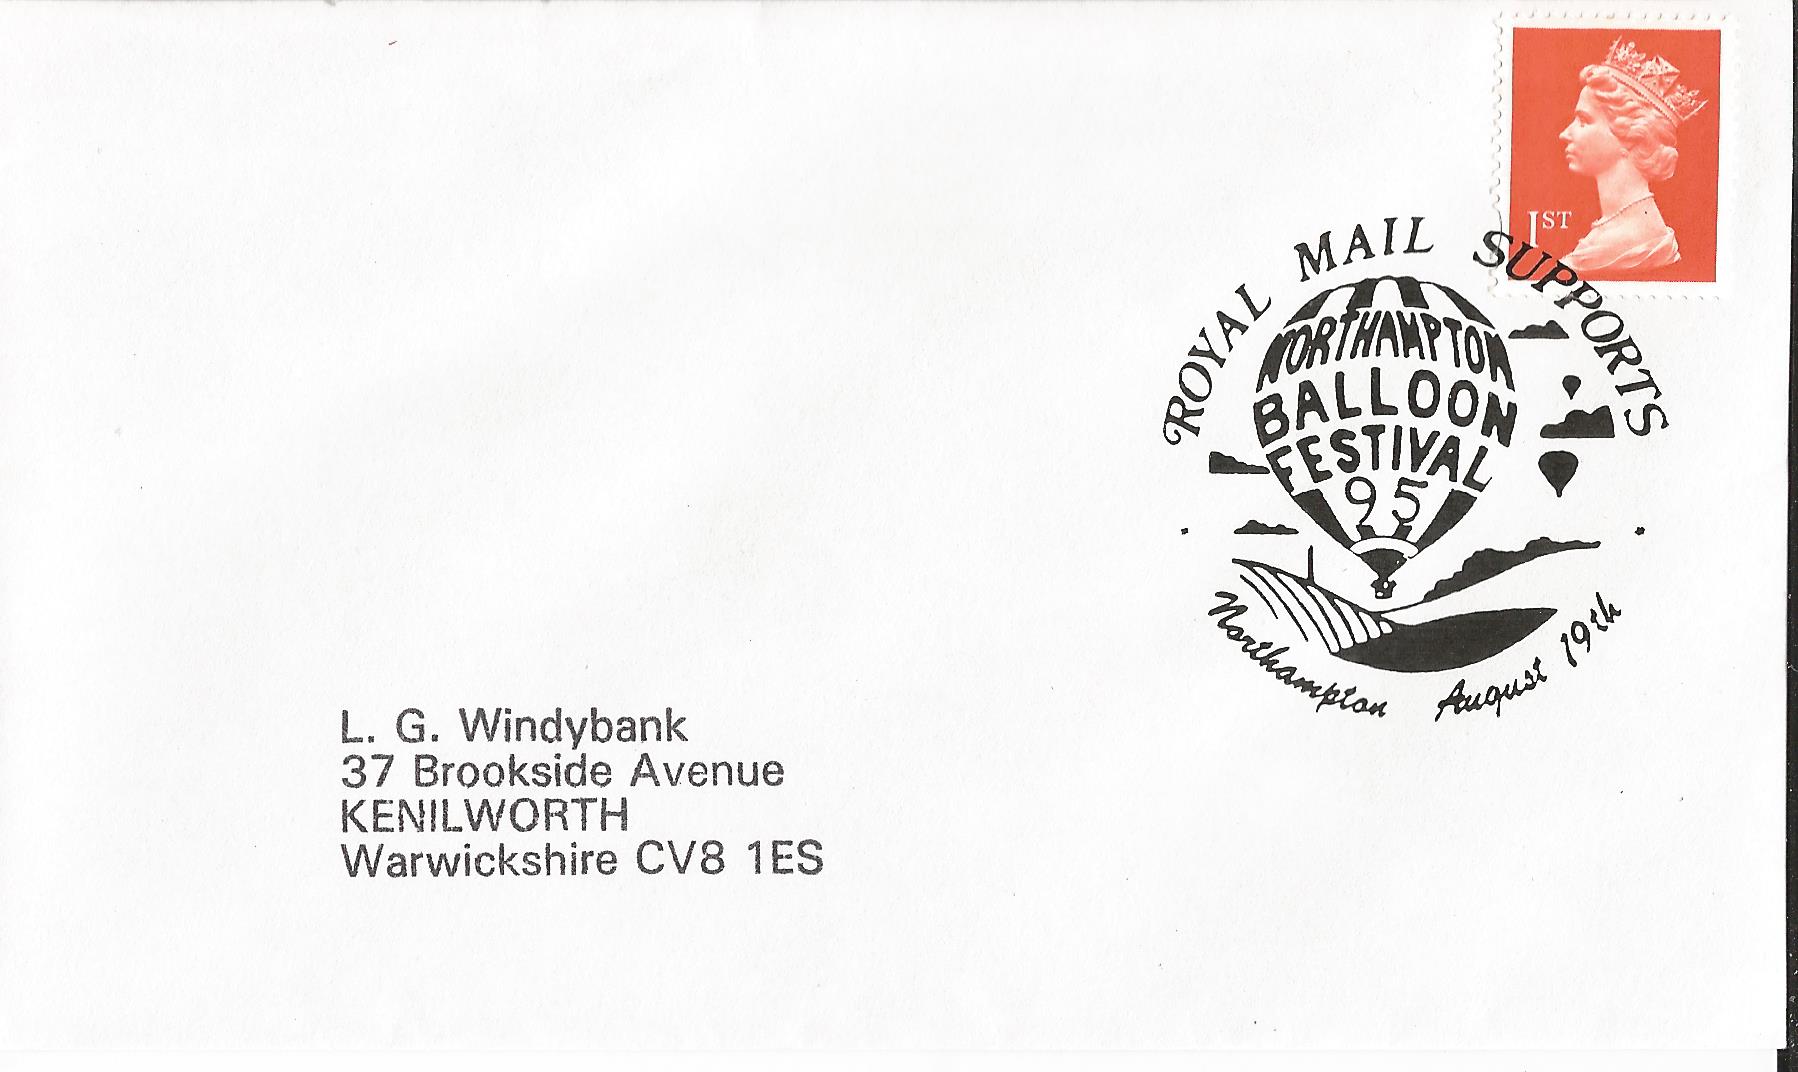 1ST
ROYAL MAIL SUPPORTS
NORTHAMPTON
BALLOON
FESTIVAL
95
Northampton August 19th
L. G. Windybank
37 Brookside Avenue
KENILWORTH
Warwickshire CV8 1ES